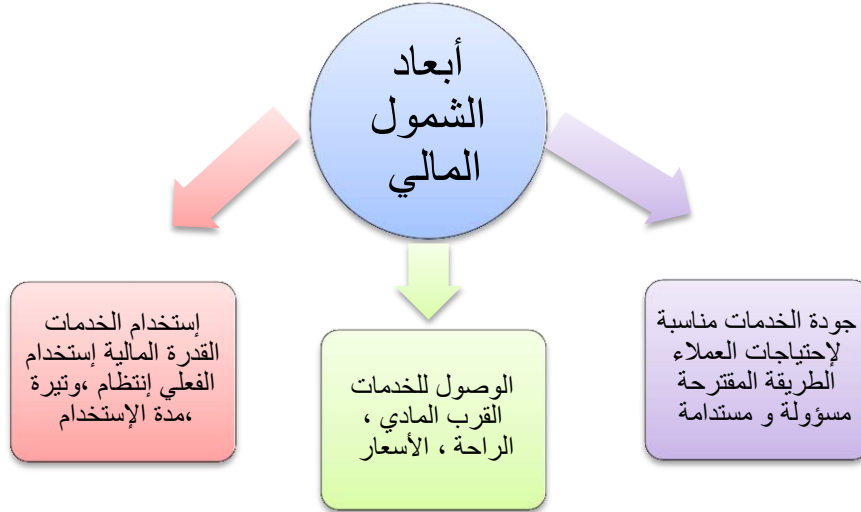 أبعاد
الشمول
المالي
جودة الخدمات مناسبة
لإحتياجات العملاء
الطريقة المقترحة
مسؤولة و مستدامة
الوصول للخدمات
القرب المادي ،
الراحة ، الأسعار
إستخدام الخدمات
القدرة المالية إستخدام
الفعلي إنتظام ،وتيرة
،مدة الإستخدام